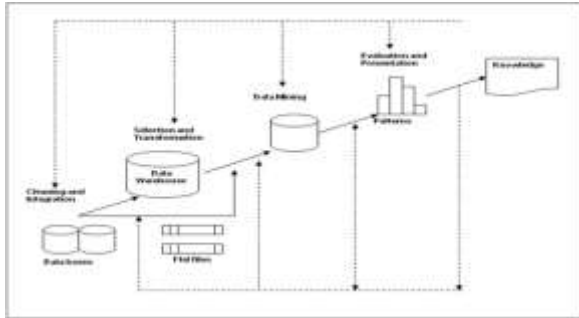 Evaluation and
Presentation
Knowledge
Data Mining
Patterns
Selection and
Transformation
Data
Warehouse
Cleaning and
Integration
Databases
Flat files